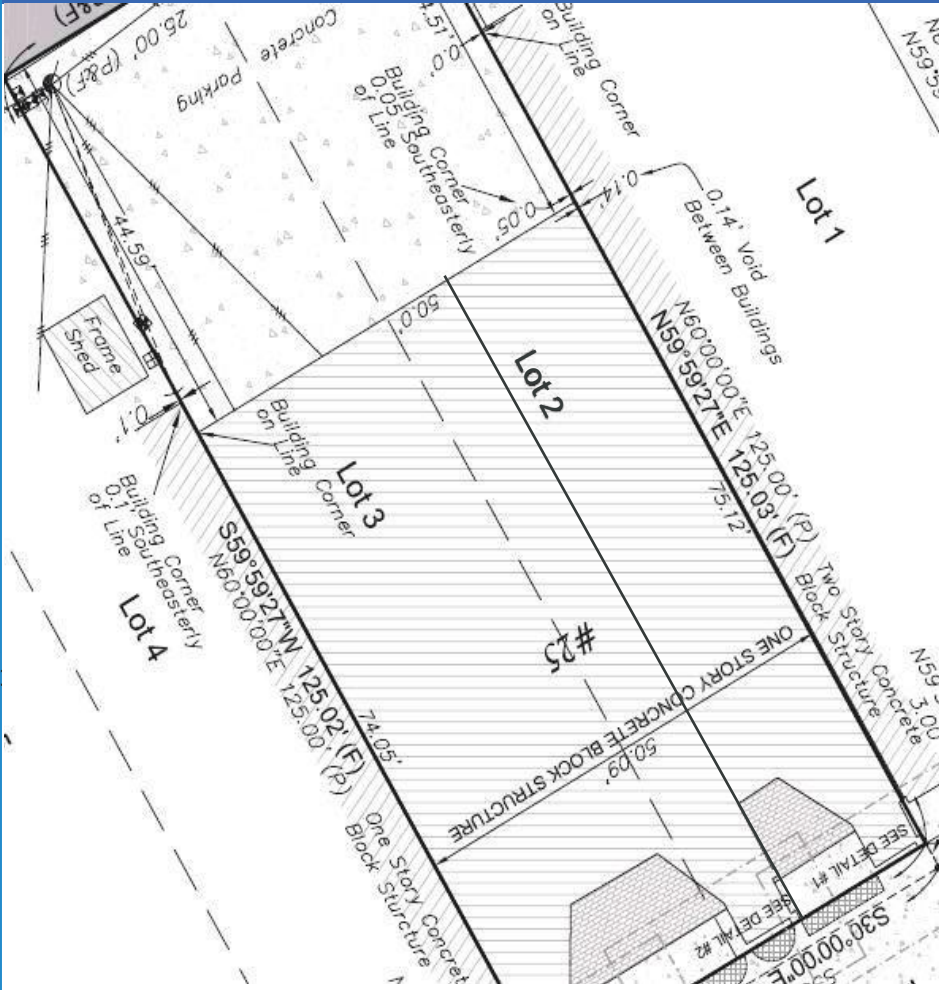 25.00' (P&F)
Concrete
Parking
Building Corner
0.05' Southeasterly
of Line
0.0'
Building Corner
on Line
0.14'
0.05'
0.14' Void
Between Buildings
Lot 1
44.59'
Frame
Shed
0.1'
50.0'
Lot 2
N60°00'00"E 125.00' (P)
N59°59'27"E 125.03' (F)
75.12'
Building Corner
on Line
Lot 3
Building Corner
0.1' Southeasterly
of Line
Lot 4
S59°59'27"W 125.02' (F)
N60°00'00"E 125.00' (P)
74.05'
#25
Two Story Concrete
Block Structure
ONE STORY CONCRETE BLOCK STRUCTURE
50.09'
One Story Concret
Block Sturcture
SEE DETAIL #1
SEE DETAIL #2
S30°00'00"E
3.00